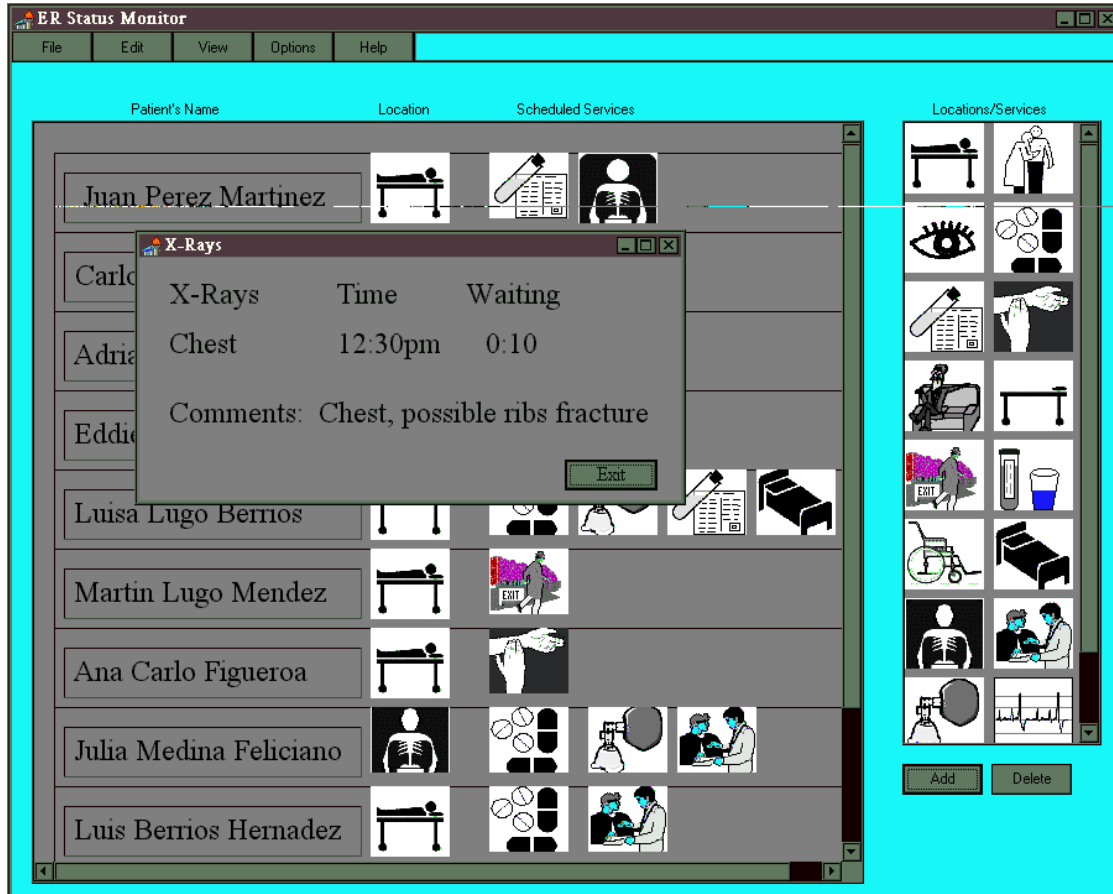 ER Status Monitor
File Edit View Options Help
Patient's Name Location Scheduled Services Locations/Services
Juan Perez Martinez
X-Rays
X-Rays Time Waiting
Chest 12:30pm 0:10
Comments: Chest, possible ribs fracture
Exit
Luisa Lugo Berrios
EXIT
Martin Lugo Mendez
EXIT
Ana Carlo Figueroa
Julia Medina Feliciano
Add Delete
Luis Berrios Hernadez